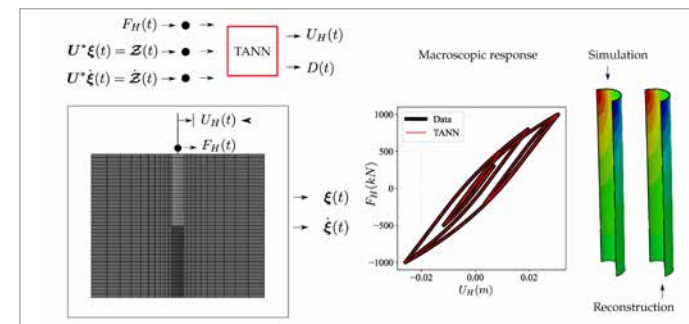 F_H(t) →
U*ξ(t) = 𝒵(t) →
U*ξ̇(t) = 𝒵̇(t) →
TANN
→ U_H(t)
→ D(t)
U_H(t)
F_H(t)
→ ξ(t)
→ ξ̇(t)
Macroscopic response
Data
TANN
F_H(kN)
1000
500
0
−500
−1000
−0.02
0.00
0.02
U_H(m)
Simulation
Reconstruction